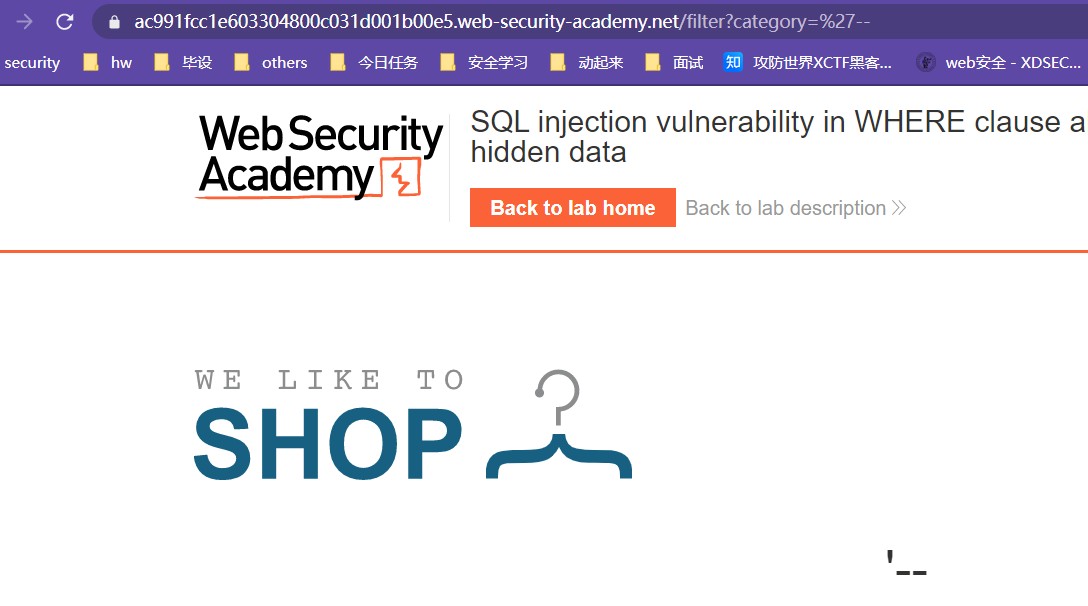 ac991fcc1e603304800c031d001b00e5.web-security-academy.net/filter?category=%27--
security hw 毕设 others 今日任务 安全学习 动起来 面试 知 攻防世界XCTF黑客... web安全 - XDSEC...
Web Security
Academy
SQL injection vulnerability in WHERE clause a
hidden data
Back to lab home Back to lab description
WE LIKE TO
SHOP
'--